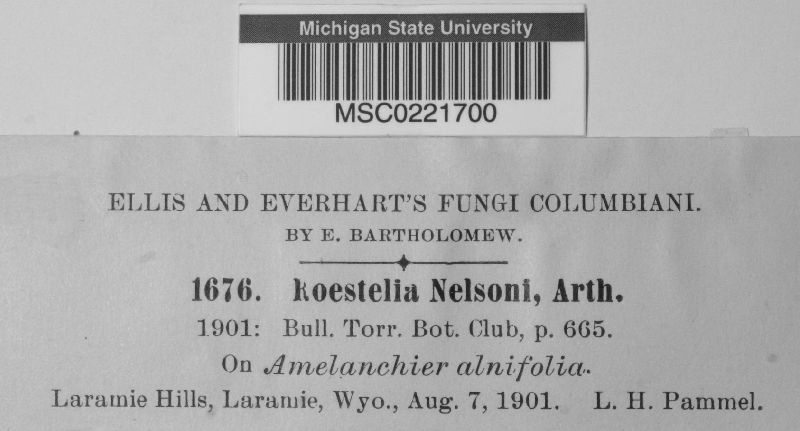 Michigan State University
MSC0221700
ELLIS AND EVERHART'S FUNGI COLUMBIANI.
BY E. BARTHOLOMEW.
1676. Roestelia Nelsoni, Arth.
1901: Bull. Torr. Bot. Club, p. 665.
On Amelanchier alnifolia.
Laramie Hills, Laramie, Wyo., Aug. 7, 1901. L. H. Pammel.